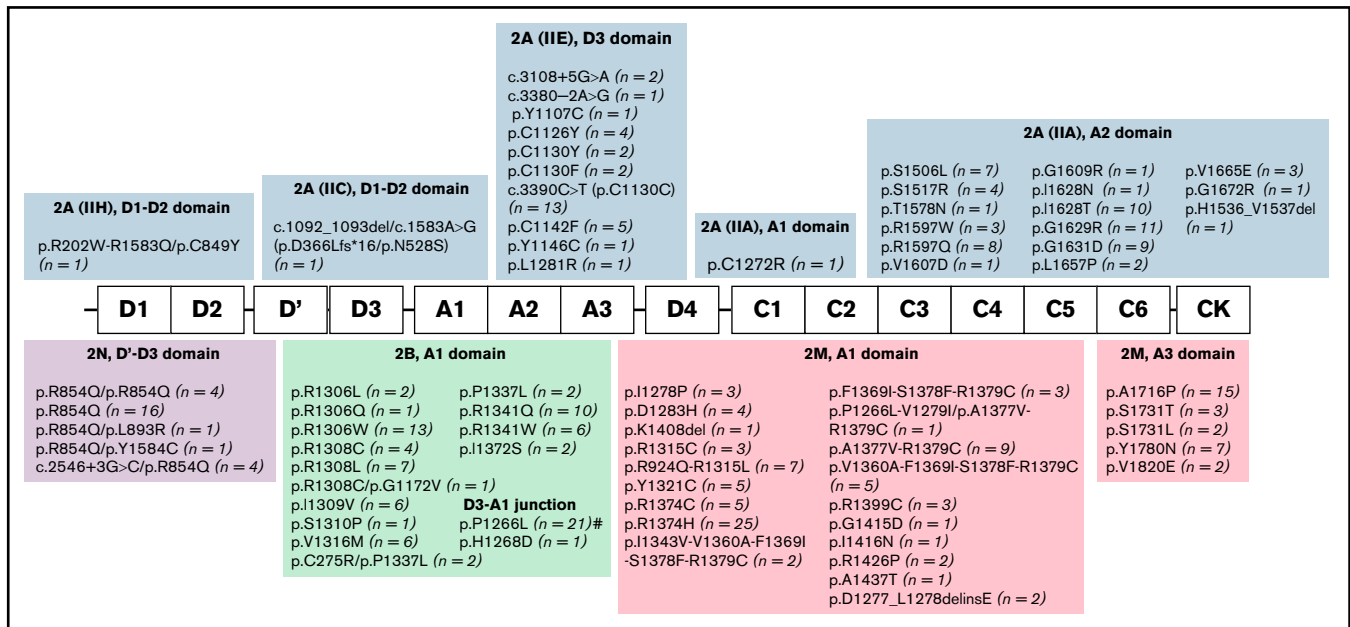 2A (IIE), D3 domain
c.3108+5G>A (n = 2)
c.3380–2A>G (n = 1)
p.Y1107C (n = 1)
p.C1126Y (n = 4)
p.C1130Y (n = 2)
p.C1130F (n = 2)
c.3390C>T (p.C1130C)
(n = 13)
p.C1142F (n = 5)
p.Y1146C (n = 1)
p.L1281R (n = 1)
2A (IIH), D1-D2 domain
p.R202W-R1583Q/p.C849Y
(n = 1)
2A (IIC), D1-D2 domain
c.1092_1093del/c.1583A>G
(p.D366Lfs*16/p.N528S)
(n = 1)
2A (IIA), A1 domain
p.C1272R (n = 1)
2A (IIA), A2 domain
p.S1506L (n = 7)
p.S1517R (n = 4)
p.T1578N (n = 1)
p.R1597W (n = 3)
p.R1597Q (n = 8)
p.V1607D (n = 1)
p.G1609R (n = 1)
p.I1628N (n = 1)
p.I1628T (n = 10)
p.G1629R (n = 11)
p.G1631D (n = 9)
p.L1657P (n = 2)
p.V1665E (n = 3)
p.G1672R (n = 1)
p.H1536_V1537del
(n = 1)
D1 D2 D' D3 A1 A2 A3 D4 C1 C2 C3 C4 C5 C6 CK
2N, D'-D3 domain
p.R854Q/p.R854Q (n = 4)
p.R854Q (n = 16)
p.R854Q/p.L893R (n = 1)
p.R854Q/p.Y1584C (n = 1)
c.2546+3G>C/p.R854Q (n = 4)
2B, A1 domain
p.R1306L (n = 2)
p.R1306Q (n = 1)
p.R1306W (n = 13)
p.R1308C (n = 4)
p.R1308L (n = 7)
p.R1308C/p.G1172V (n = 1)
p.I1309V (n = 6)
p.S1310P (n = 1)
p.V1316M (n = 6)
p.C275R/p.P1337L (n = 2)
p.P1337L (n = 2)
p.R1341Q (n = 10)
p.R1341W (n = 6)
p.I1372S (n = 2)
D3-A1 junction
p.P1266L (n = 21)#
p.H1268D (n = 1)
2M, A1 domain
p.I1278P (n = 3)
p.D1283H (n = 4)
p.K1408del (n = 1)
p.R1315C (n = 3)
p.R924Q-R1315L (n = 7)
p.Y1321C (n = 5)
p.R1374C (n = 5)
p.R1374H (n = 25)
p.I1343V-V1360A-F1369I
-S1378F-R1379C (n = 2)
p.F1369I-S1378F-R1379C (n = 3)
p.P1266L-V1279I/p.A1377V-
R1379C (n = 1)
p.A1377V-R1379C (n = 9)
p.V1360A-F1369I-S1378F-R1379C
(n = 5)
p.R1399C (n = 3)
p.G1415D (n = 1)
p.I1416N (n = 1)
p.R1426P (n = 2)
p.A1437T (n = 1)
p.D1277_L1278delinsE (n = 2)
2M, A3 domain
p.A1716P (n = 15)
p.S1731T (n = 3)
p.S1731L (n = 2)
p.Y1780N (n = 7)
p.V1820E (n = 2)